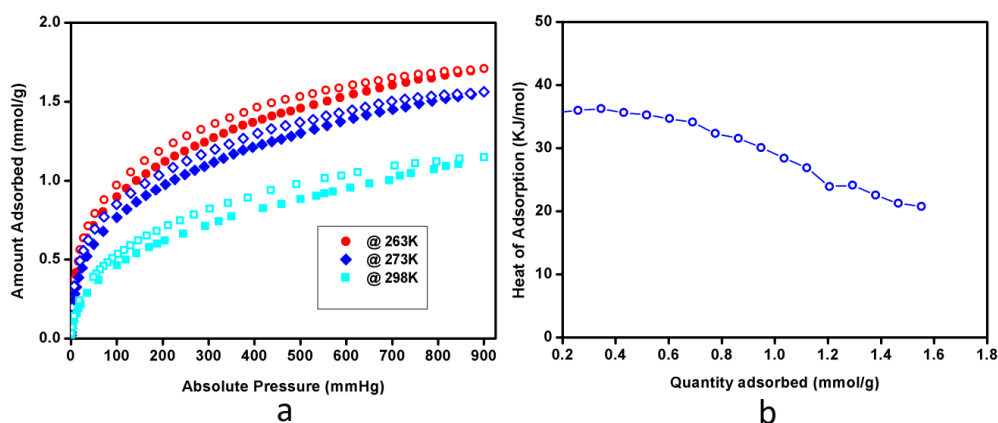 2.0
1.5
1.0
0.5
0.0
Amount Adsorbed (mmol/g)
@ 263K
@ 273K
@ 298K
0 100 200 300 400 500 600 700 800 900
Absolute Pressure (mmHg)
a
50
40
30
20
10
0
Heat of Adsorption (KJ/mol)
0.2 0.4 0.6 0.8 1.0 1.2 1.4 1.6 1.8
Quantity adsorbed (mmol/g)
b